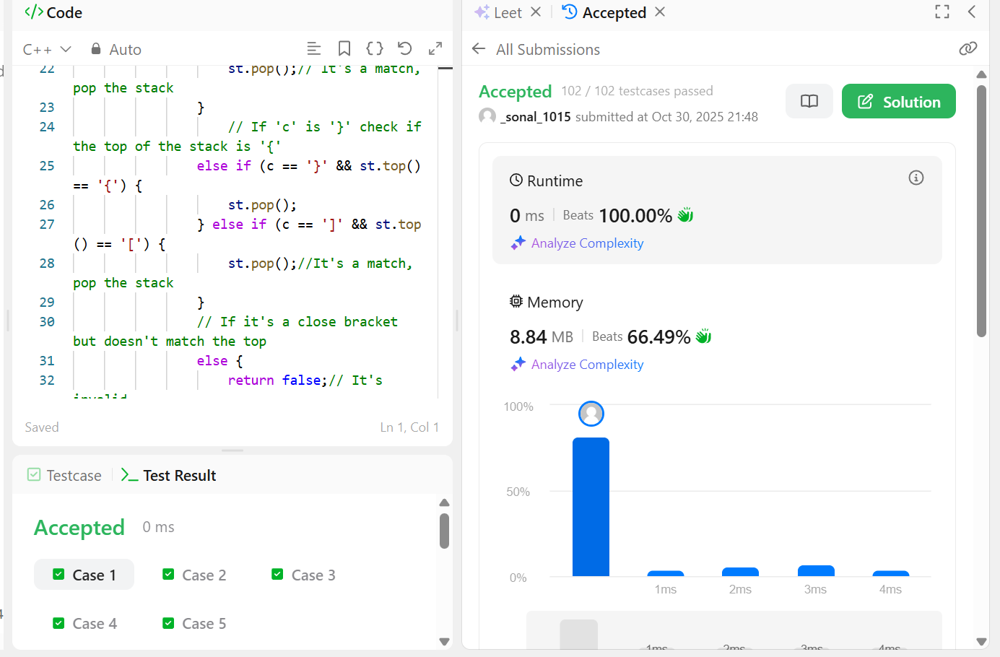 </> Code
C++ Auto
22 st.pop();// It's a match,
pop the stack
23 }
24 // If 'c' is '}' check if
the top of the stack is '{'
25 else if (c == '}' && st.top()
== '{') {
26 st.pop();
27 } else if (c == ']' && st.top
() == '[') {
28 st.pop();//It's a match,
pop the stack
29 }
30 // If it's a close bracket
but doesn't match the top
31 else {
32 return false;// It's
invalid
Saved Ln 1, Col 1
Testcase Test Result
Accepted 0 ms
Case 1 Case 2 Case 3
Case 4 Case 5
Leet Accepted
All Submissions
Accepted 102 / 102 testcases passed
_sonal_1015 submitted at Oct 30, 2025 21:48
Solution
Runtime
0 ms Beats 100.00%
Analyze Complexity
Memory
8.84 MB Beats 66.49%
Analyze Complexity
100%
50%
0%
1ms 2ms 3ms 4ms
1ms 2ms 3ms 4ms